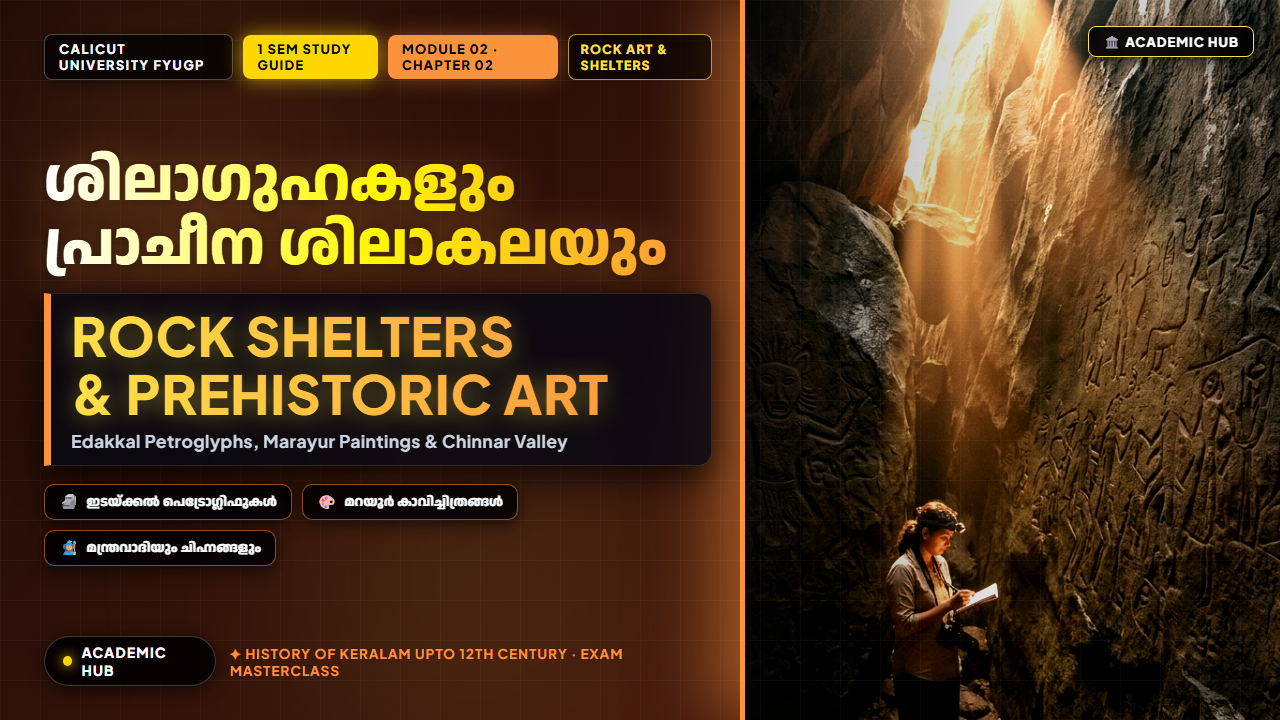 CALICUT
UNIVERSITY FYUGP
1 SEM STUDY
GUIDE
MODULE 02 ·
CHAPTER 02
ROCK ART &
SHELTERS
ACADEMIC HUB
ശിലാഗുഹകളും
പ്രാചീന ശിലാകലയും
ROCK SHELTERS
& PREHISTORIC ART
Edakkal Petroglyphs, Marayur Paintings & Chinnar Valley
ഇടയ്ക്കൽ പെട്രോഗ്ലിഫുകൾ
മറയൂർ കാവിച്ചിത്രങ്ങൾ
മന്ത്രവാദിയും ചിഹ്നങ്ങളും
ACADEMIC
HUB
✦ HISTORY OF KERALAM UPTO 12TH CENTURY · EXAM
MASTERCLASS